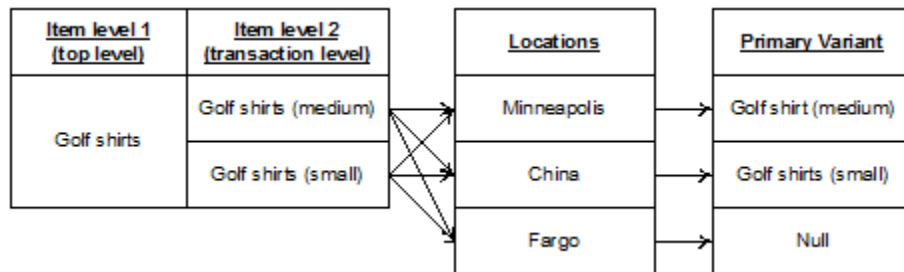 Item level 1
(top level)
Item level 2
(transaction level)
Locations
Primary Variant
Golf shirts
Golf shirts (medium)
Minneapolis
Golf shirt (medium)
Golf shirts (small)
China
Golf shirts (small)
Fargo
Null